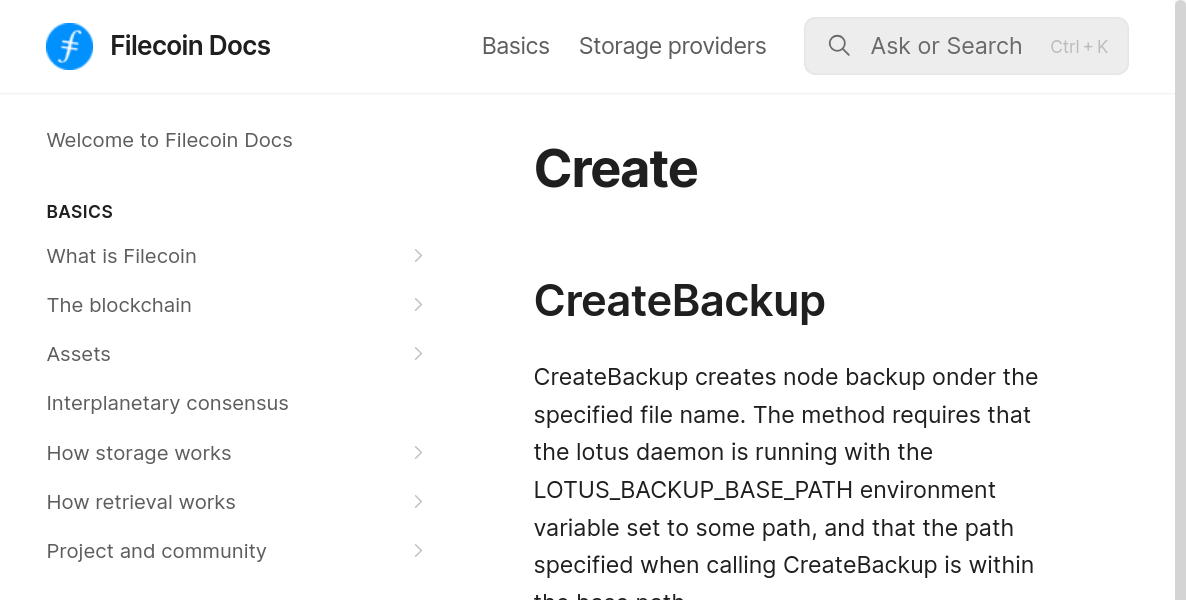 Filecoin Docs
Basics
Storage providers
Ask or Search
Ctrl + K
Welcome to Filecoin Docs
BASICS
What is Filecoin
The blockchain
Assets
Interplanetary consensus
How storage works
How retrieval works
Project and community
Create
CreateBackup
CreateBackup creates node backup onder the
specified file name. The method requires that
the lotus daemon is running with the
LOTUS_BACKUP_BASE_PATH environment
variable set to some path, and that the path
specified when calling CreateBackup is within
the base path